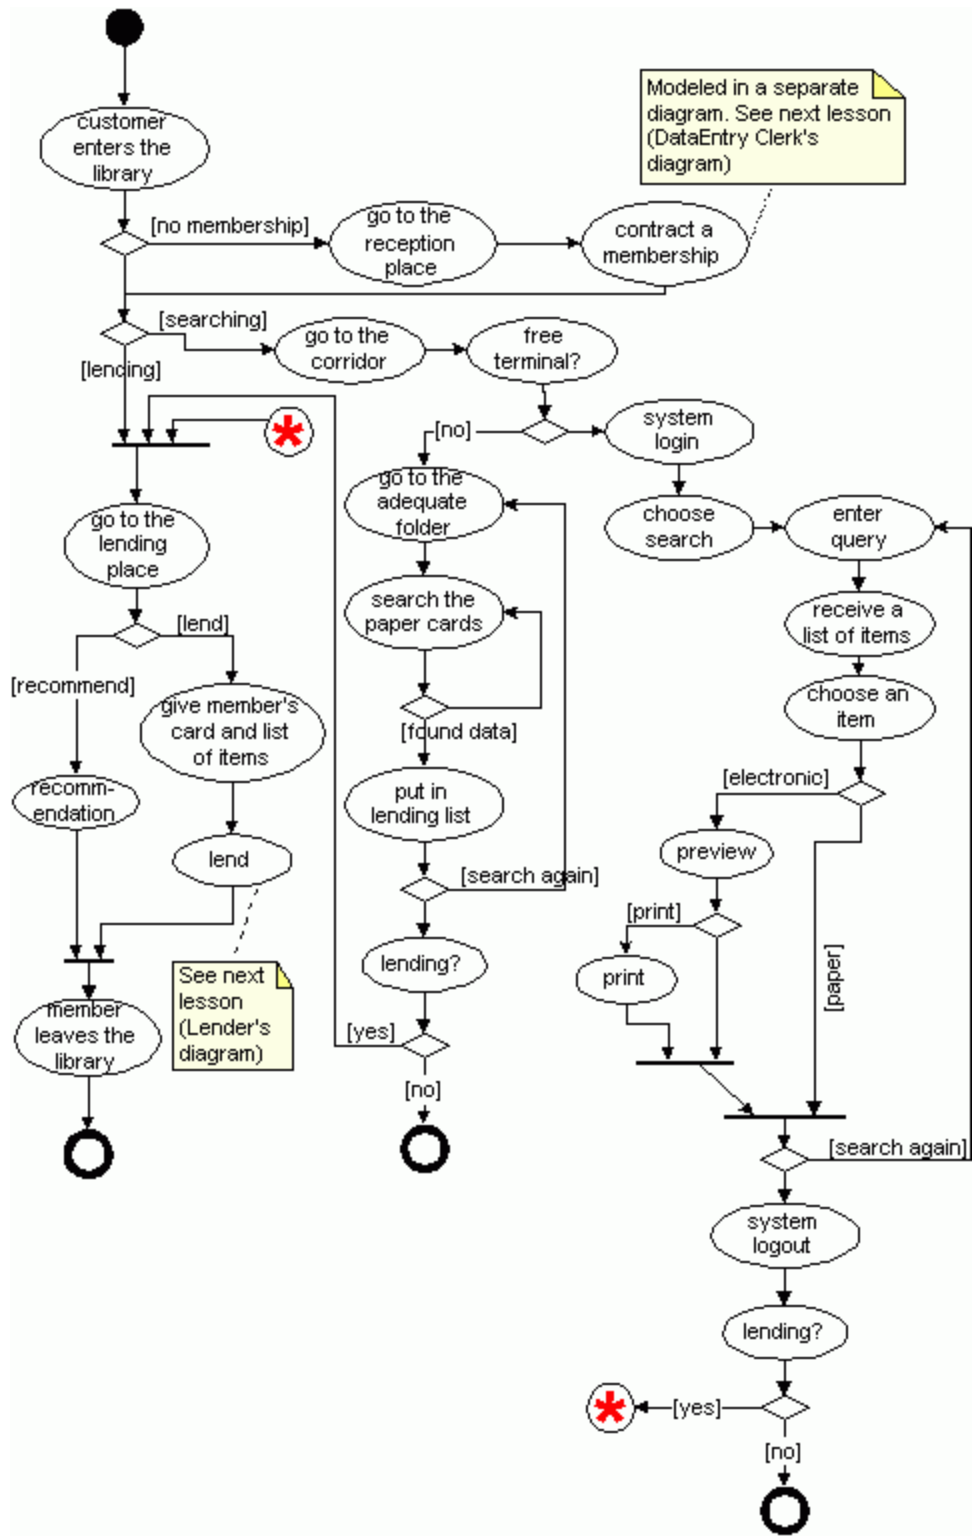 customer
enters the
library
Modeled in a separate
diagram. See next lesson
(DataEntry Clerk's
diagram)
[no membership]
go to the
reception
place
contract a
membership
[searching]
go to the
corridor
free
terminal?
[lending]
*
[no]
system
login
go to the
adequate
folder
go to the
lending
place
choose
search
enter
query
search the
paper cards
receive a
list of items
[lend]
[recommend]
give member's
card and list
of items
choose an
item
[found data]
[electronic]
recomm-
endation
put in
lending list
preview
lend
[search again]
[print]
lending?
print
[paper]
See next
lesson
(Lender's
diagram)
member
leaves the
library
[yes]
[no]
[search again]
system
logout
lending?
*
[yes]
[no]